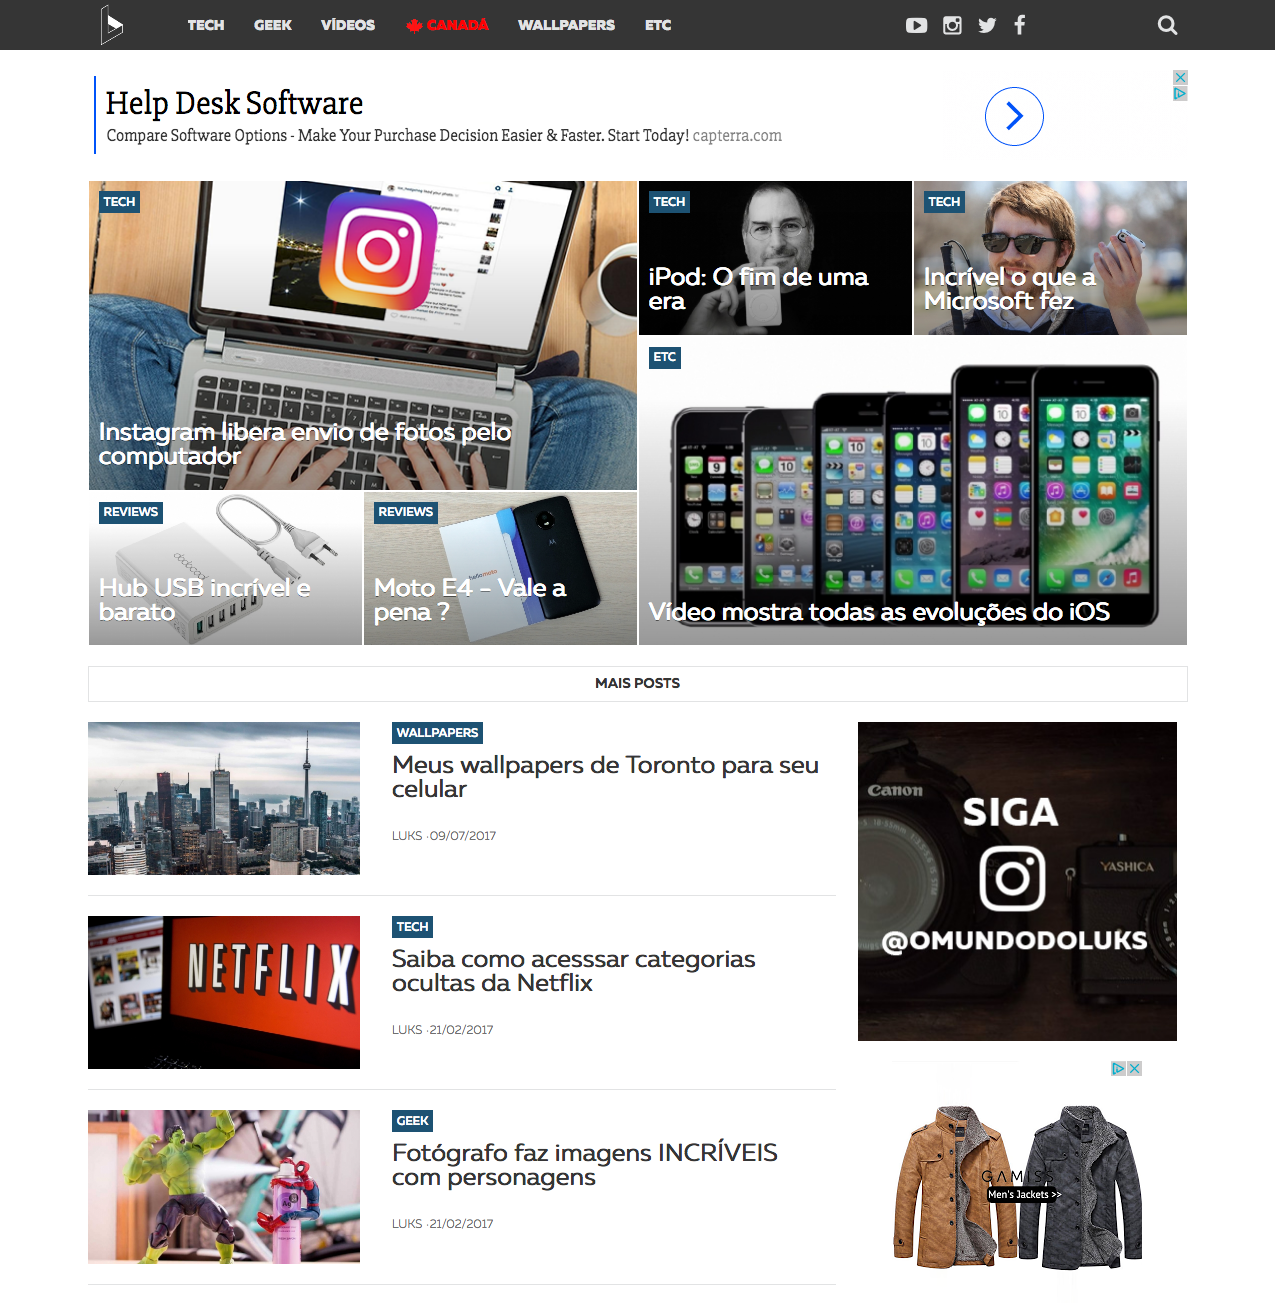 TECH
GEEK
VÍDEOS
CANADÁ
WALLPAPERS
ETC
Help Desk Software
Compare Software Options - Make Your Purchase Decision Easier & Faster. Start Today! capterra.com
TECH
Instagram libera envio de fotos pelo
computador
TECH
iPod: O fim de uma
era
TECH
Incrível o que a
Microsoft fez
REVIEWS
dodocool
Hub USB incrível e
barato
REVIEWS
hellomoto
Moto E4 – Vale a
pena ?
ETC
Vídeo mostra todas as evoluções do iOS
MAIS POSTS
WALLPAPERS
Meus wallpapers de Toronto para seu
celular
LUKS · 09/07/2017
TECH
NETFLIX
Saiba como acesssar categorias
ocultas da Netflix
LUKS · 21/02/2017
GEEK
Fotógrafo faz imagens INCRÍVEIS
com personagens
LUKS · 21/02/2017
Canon
SIGA
YASHICA
@OMUNDODOLUKS
GAMISS
Men's Jackets >>